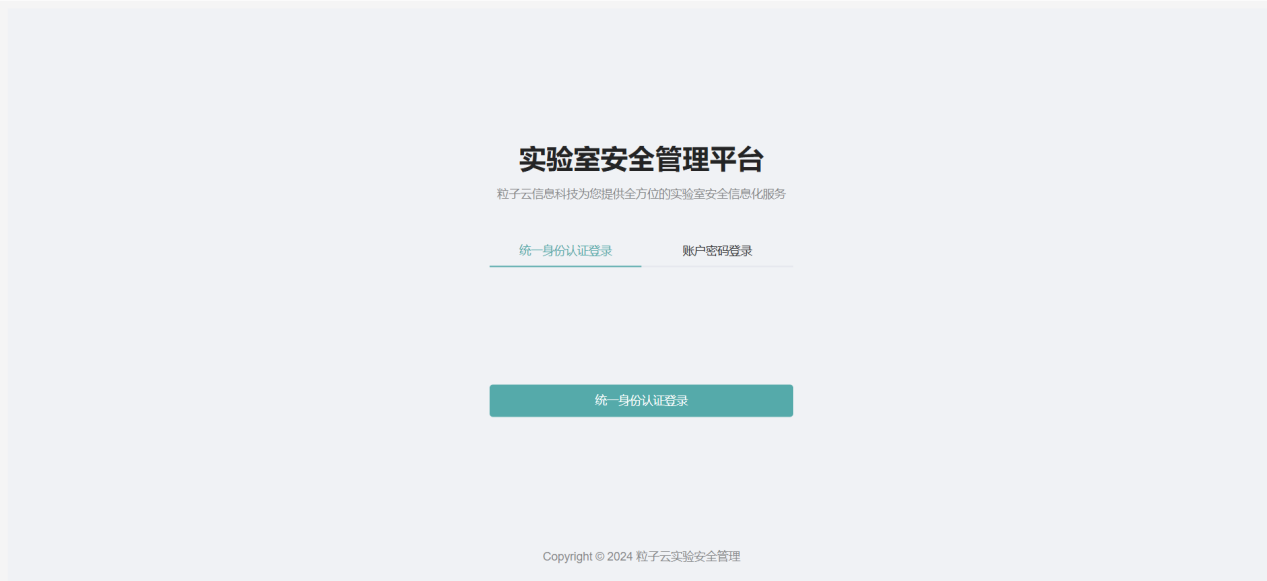 实验室安全管理平台
粒子云信息科技为您提供全方位的实验室安全信息化服务
统一身份认证登录 账户密码登录
统一身份认证登录
Copyright © 2024 粒子云实验安全管理